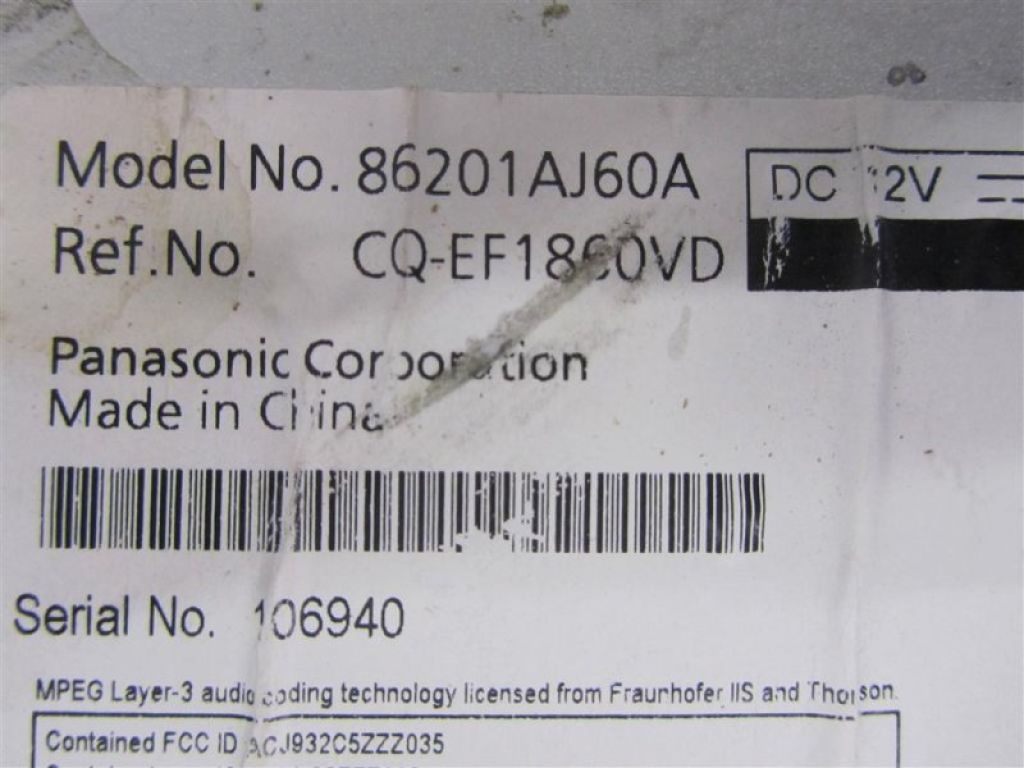 Model No. 86201AJ60A
DC 12V
Ref.No. CQ-EF1860VD
Panasonic Corporation
Made in China
Serial No. 106940
MPEG Layer-3 audio coding technology licensed from Fraunhofer IIS and Thomson.
Contained FCC ID ACJ932C5ZZZ035